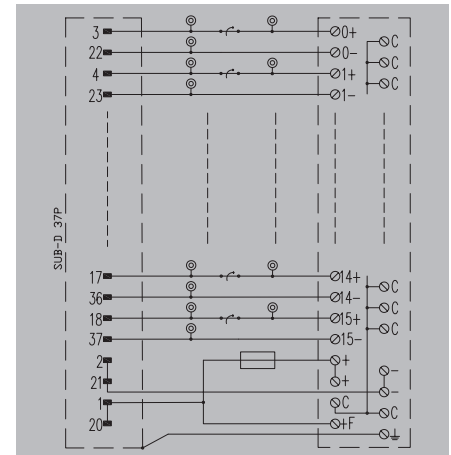 3 0+ C
22 0- C
4 1+ C
23 1-
SUB-D 37P
17 14+ C
36 14- C
18 15+ C
37 15-
2 + -
21 + -
1 C C
20 +F